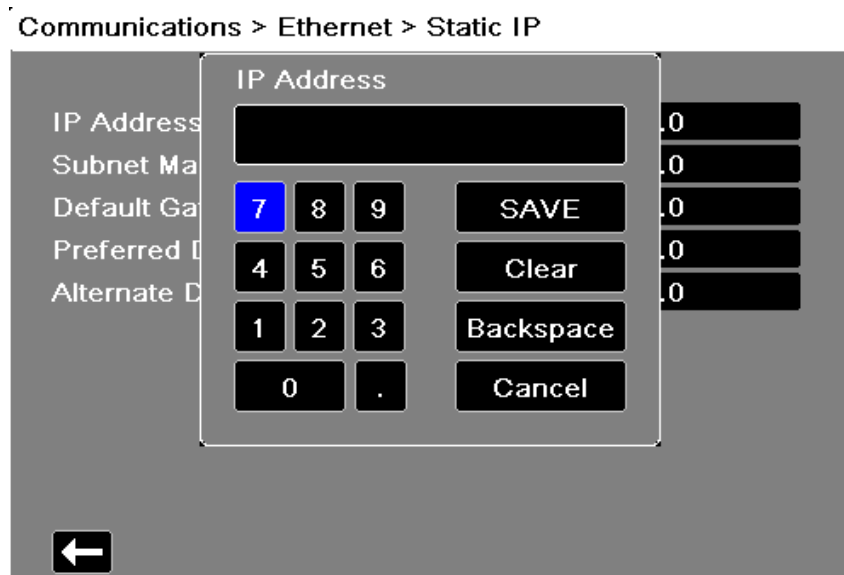 Communications > Ethernet > Static IP
IP Address
IP Address .0
Subnet Ma .0
Default Ga .0
Preferred .0
Alternate .0
7 8 9 SAVE
4 5 6 Clear
1 2 3 Backspace
0 . Cancel